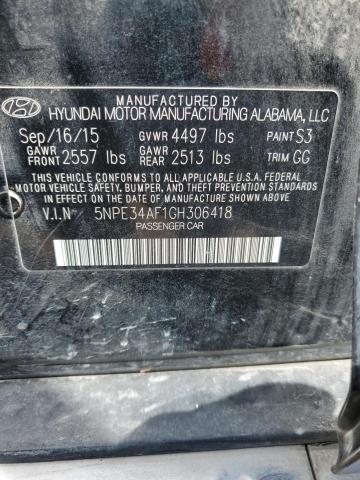 MANUFACTURED BY
HYUNDAI MOTOR MANUFACTURING ALABAMA, LLC
Sep/16/15 GVWR 4497 lbs PAINT S3
GAWR FRONT 2557 lbs GAWR REAR 2513 lbs TRIM GG
THIS VEHICLE CONFORMS TO ALL APPLICABLE U.S.A. FEDERAL
MOTOR VEHICLE SAFETY, BUMPER, AND THEFT PREVENTION
STANDARDS IN EFFECT ON THE DATE OF MANUFACTURE SHOWN ABOVE.
V.I.N 5NPE34AF1GH306418
PASSENGER CAR